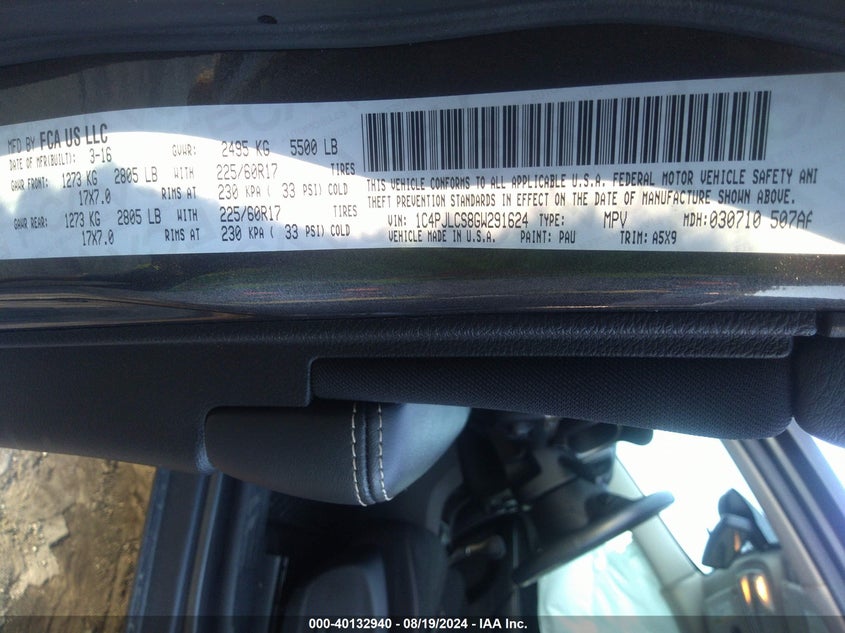 MFD BY FCA US LLC
DATE OF MFR(BUILT): 3-16 GVWR: 2495 KG 5500 LB
GAWR FRONT: 1273 KG 2805 LB WITH 225/60R17 TIRES
17X7.0 RIMS AT 230 KPA ( 33 PSI) COLD
GAWR REAR: 1273 KG 2805 LB WITH 225/60R17 TIRES
17X7.0 RIMS AT 230 KPA ( 33 PSI) COLD
THIS VEHICLE CONFORMS TO ALL APPLICABLE U.S.A. FEDERAL MOTOR VEHICLE SAFETY AN
THEFT PREVENTION STANDARDS IN EFFECT ON THE DATE OF MANUFACTURE SHOWN ABOVE.
VIN: 1C4PJLCS8GW291624 TYPE: MPV MDH: 030710 507A
VEHICLE MADE IN U.S.A. PAINT: PAU TRIM: A5X9
000-40132940 - 08/19/2024 - IAA Inc.